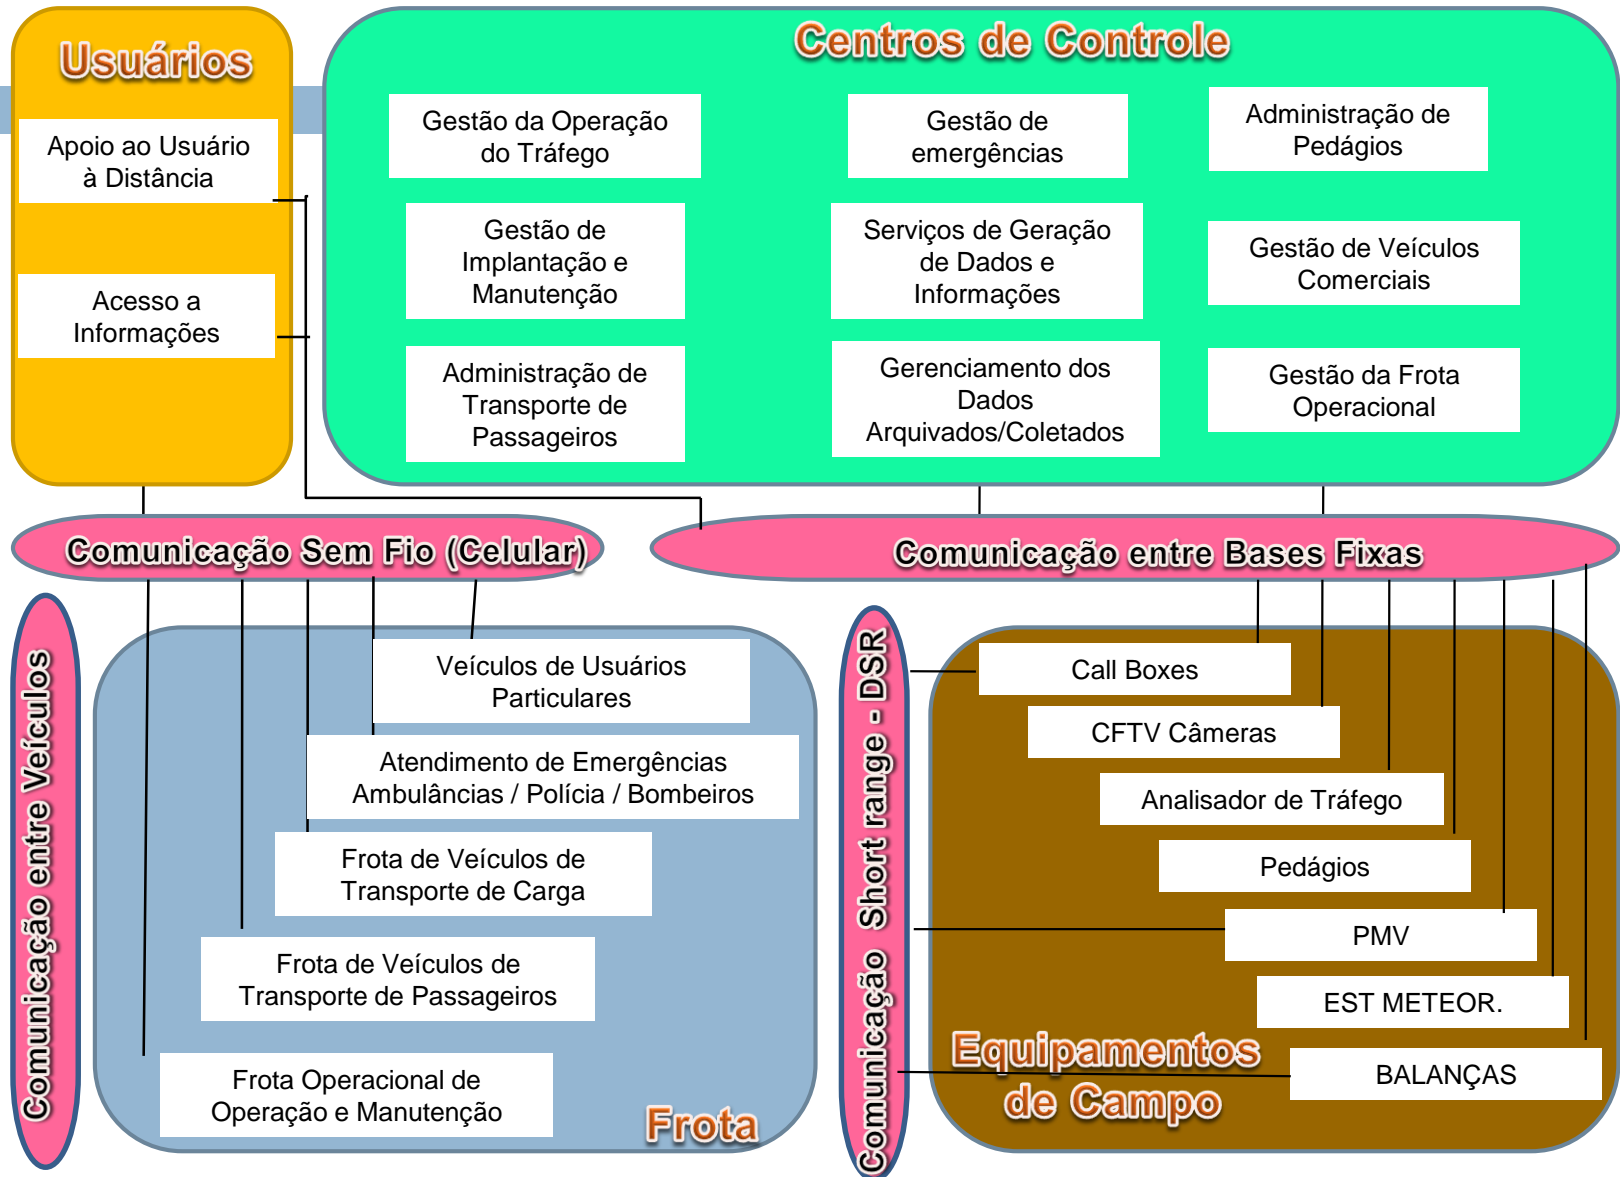 Usuários
Apoio ao Usuário
à Distância
Acesso a
Informações
Centros de Controle
Gestão da Operação
do Tráfego
Gestão de
emergências
Administração de
Pedágios
Gestão de
Implantação e
Manutenção
Serviços de Geração
de Dados e
Informações
Gestão de Veículos
Comerciais
Administração de
Transporte de
Passageiros
Gerenciamento dos
Dados
Arquivados/Coletados
Gestão da Frota
Operacional
Comunicação Sem Fio (Celular)
Comunicação entre Bases Fixas
Comunicação entre Veículos
Veículos de Usuários
Particulares
Atendimento de Emergências
Ambulâncias / Polícia / Bombeiros
Frota de Veículos de
Transporte de Carga
Frota de Veículos de
Transporte de Passageiros
Frota Operacional de
Operação e Manutenção
Frota
Comunicação Short range - DSR
Call Boxes
CFTV Câmeras
Analisador de Tráfego
Pedágios
PMV
EST METEOR.
BALANÇAS
Equipamentos
de Campo